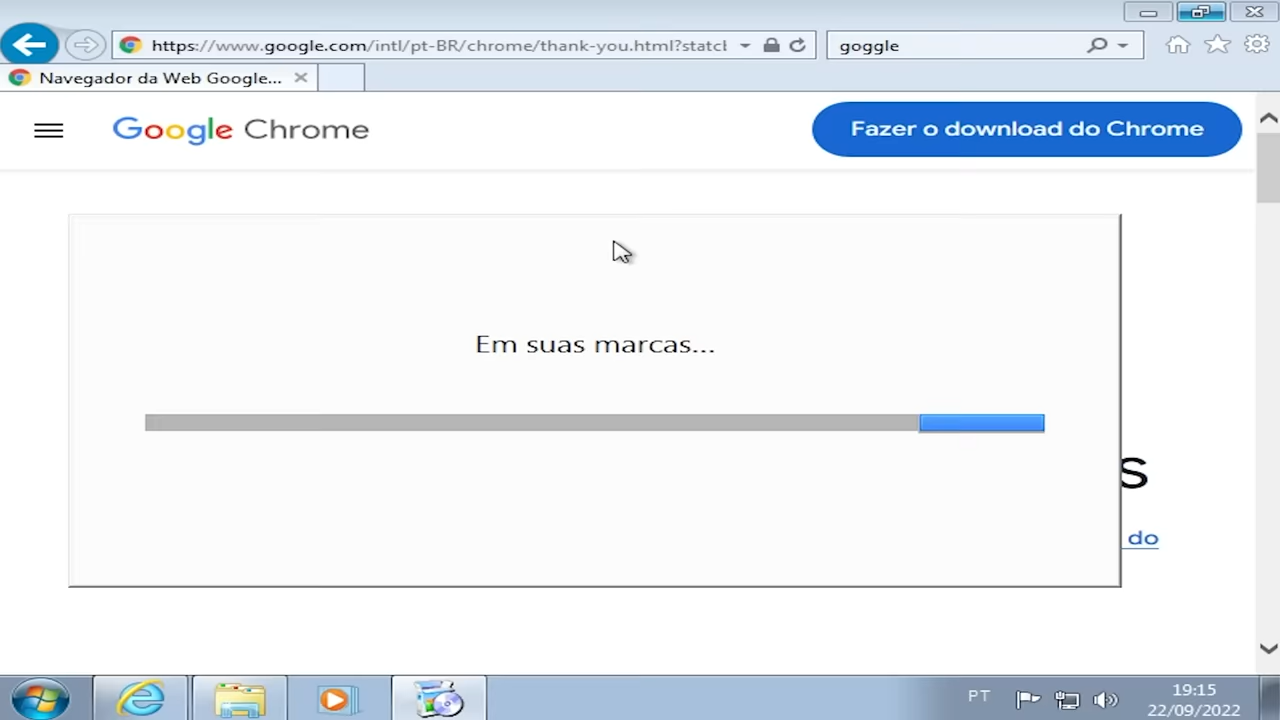 https://www.google.com/intl/pt-BR/chrome/thank-you.html?statcl
goggle
Navegador da Web Google...
Google Chrome
Fazer o download do Chrome
Em suas marcas...
s
do
PT
19:15
22/09/2022